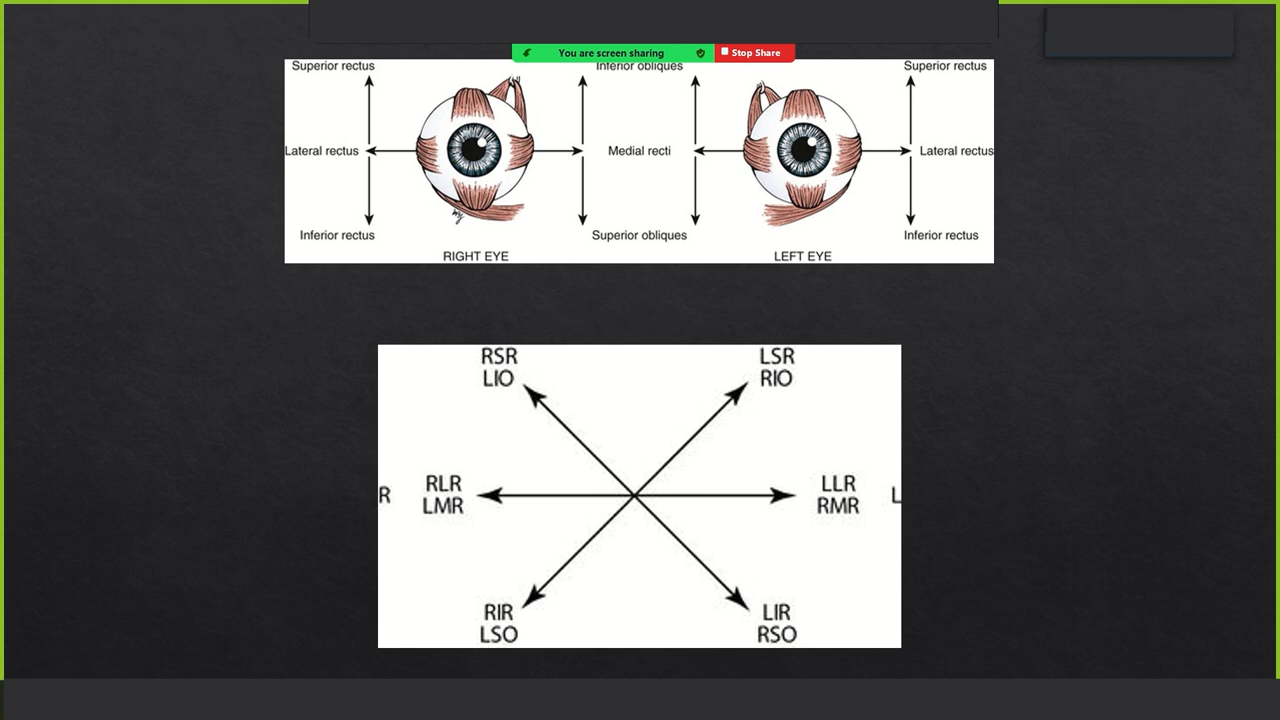 You are screen sharing
Stop Share
Superior rectus
Inferior obliques
Superior rectus
Lateral rectus
Medial recti
Lateral rectus
Inferior rectus
Superior obliques
Inferior rectus
RIGHT EYE
LEFT EYE
RSR
LIO
LSR
RIO
R
RLR
LMR
LLR
RMR
L
RIR
LSO
LIR
RSO